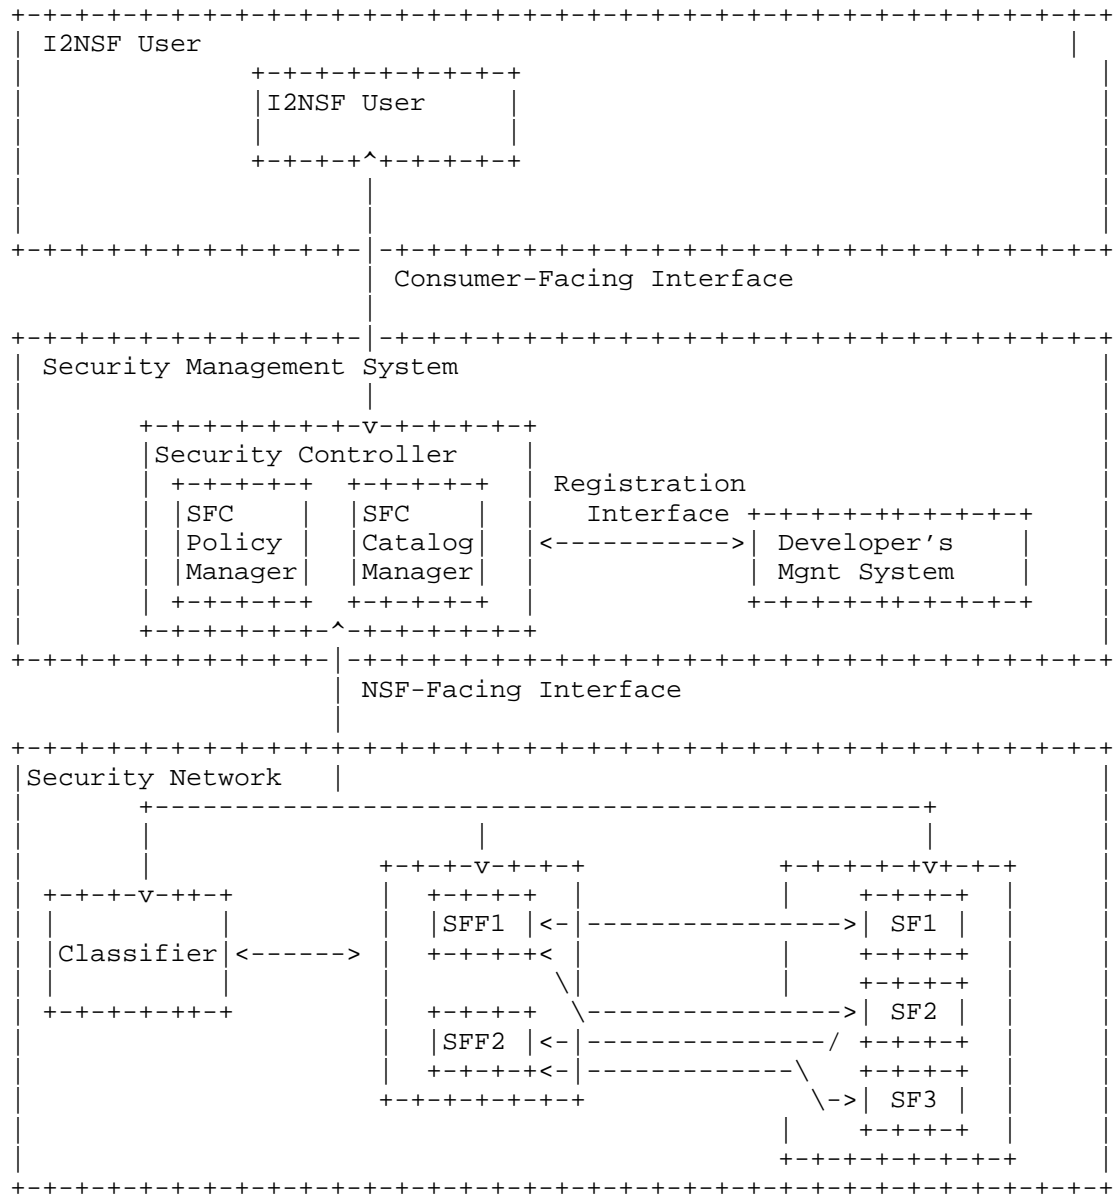 I2NSF User
I2NSF User
Consumer-Facing Interface
Security Management System
Security Controller
Registration
SFC SFC Interface
Policy Catalog Developer's
Manager Manager Mgnt System
NSF-Facing Interface
Security Network
SFF1 SF1
Classifier
SFF2 SF2
SF3